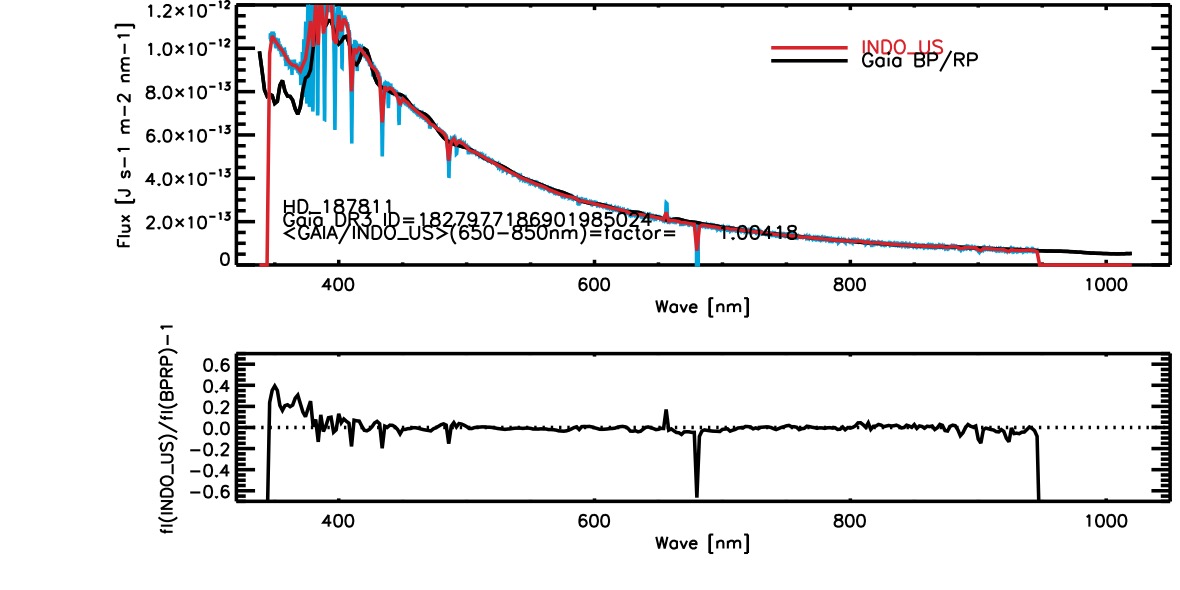 1.2×10−12
1.0×10−12
8.0×10−13
6.0×10−13
4.0×10−13
2.0×10−13
0
Flux [J s−1 m−2 nm−1]
INDO_US
Gaia BP/RP
HD_187811
Gaia DR3 ID=1827977186901985024
<GAIA/INDO_US>(650−850nm)=factor= 1.00418
400 600 800 1000
Wave [nm]
fl(INDO_US)/fl(BPRP)−1
0.6
0.4
0.2
0.0
−0.2
−0.4
−0.6
400 600 800 1000
Wave [nm]